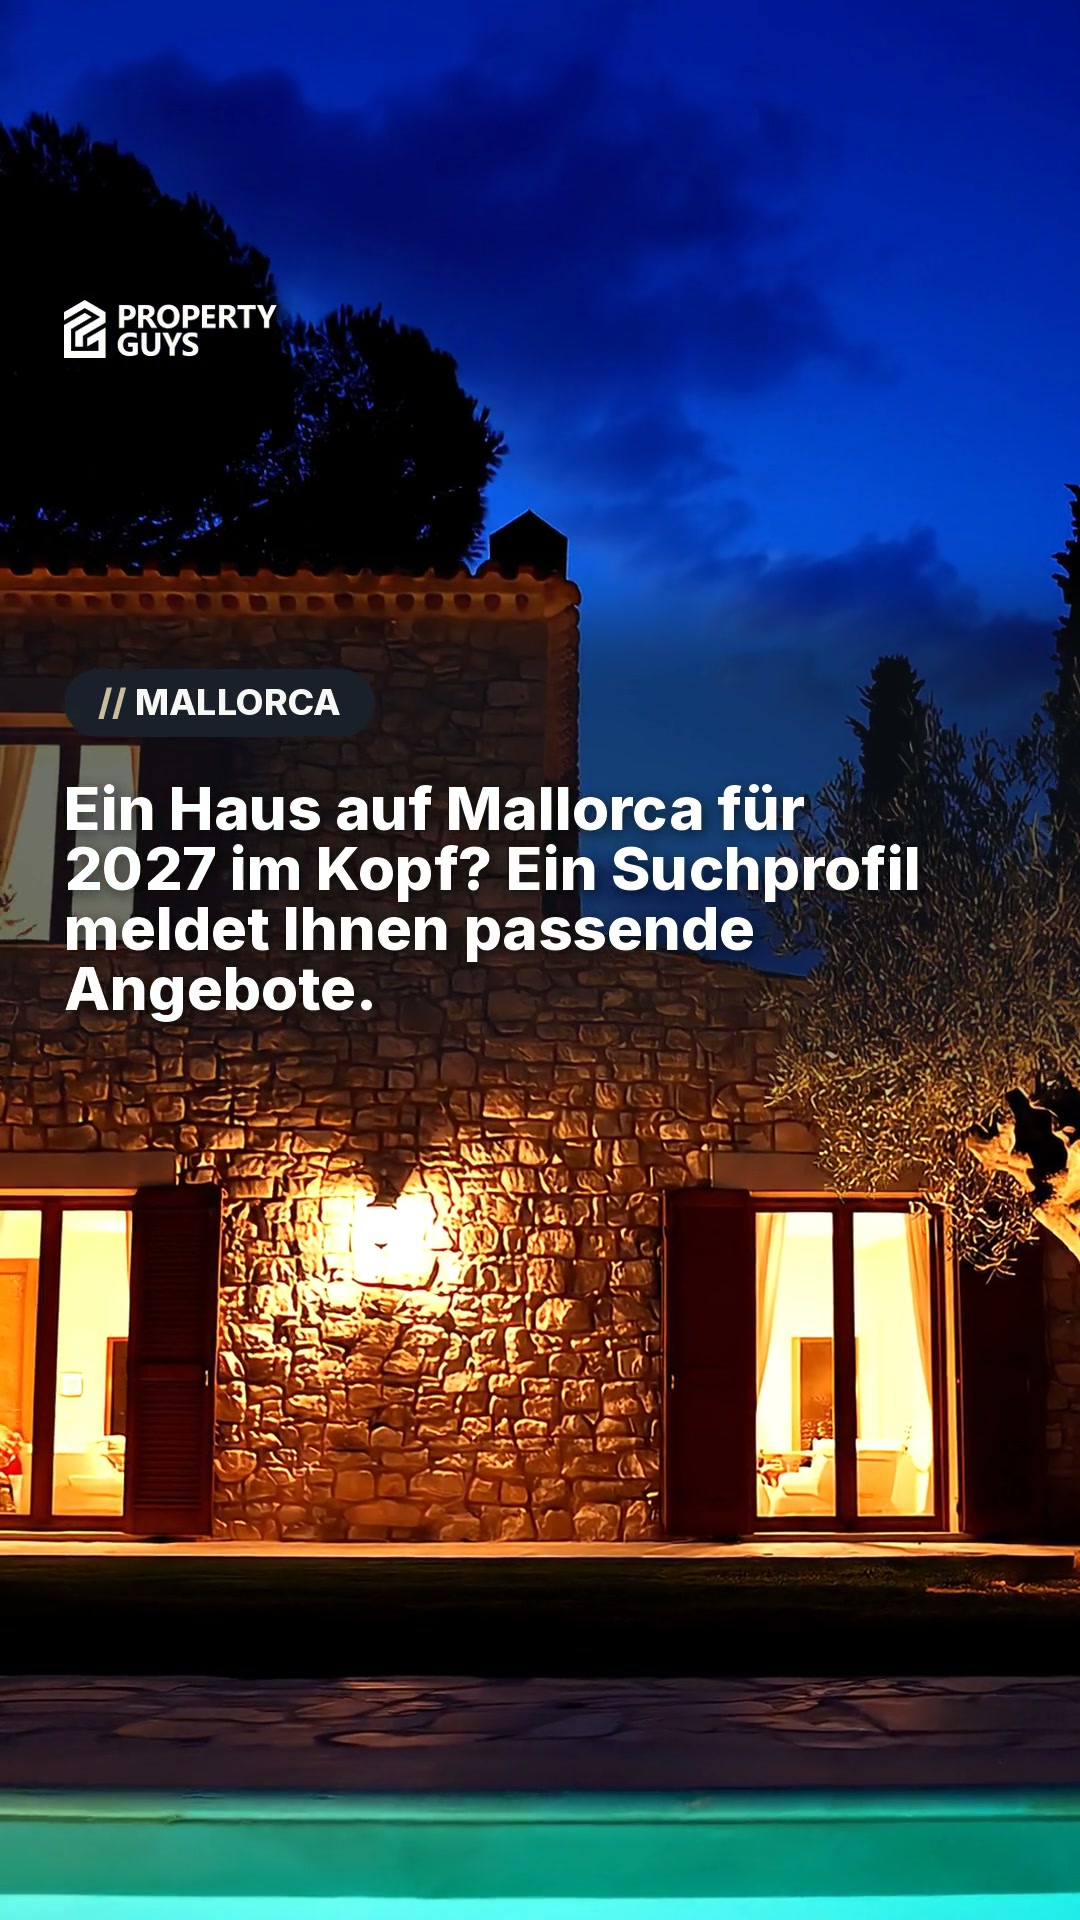 PROPERTY
GUYS
// MALLORCA
Ein Haus auf Mallorca für
2027 im Kopf? Ein Suchprofil
meldet Ihnen passende
Angebote.